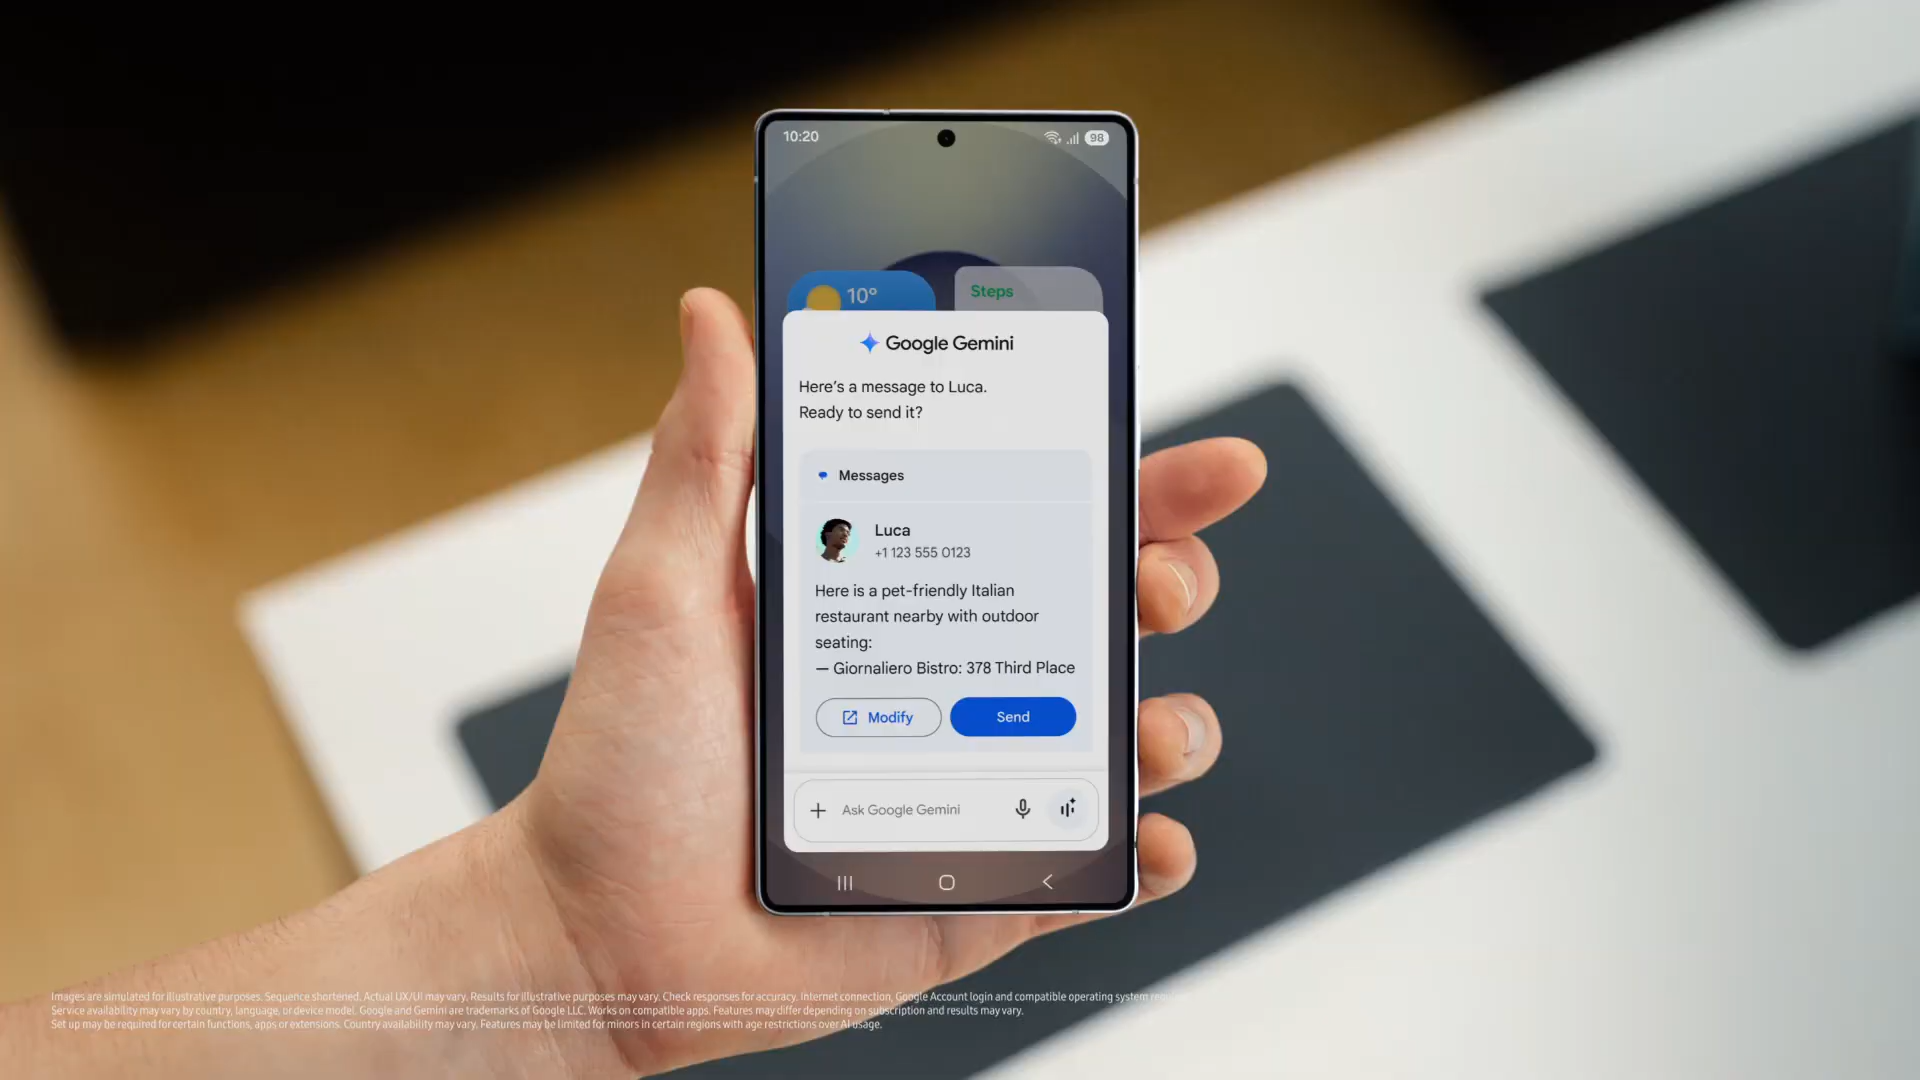 10:20
98
10°
Steps
Google Gemini
Here's a message to Luca.
Ready to send it?
Messages
Luca
+1 123 555 0123
Here is a pet-friendly Italian
restaurant nearby with outdoor
seating:
— Giornaliero Bistro: 378 Third Place
Modify
Send
Ask Google Gemini
Images are simulated for illustrative purposes. Sequence shortened. Actual UX/UI may vary. Results for illustrative purposes may vary. Check responses for accuracy. Internet connection, Google Account login and compatible operating system
Service availability may vary by country, language, or device model. Google and Gemini are trademarks of Google LLC. Works on compatible apps. Features may differ depending on subscription and results may vary.
Set up may be required for certain functions, apps or extensions. Country availability may vary. Features may be limited for minors in certain regions with age restrictions over AI usage.